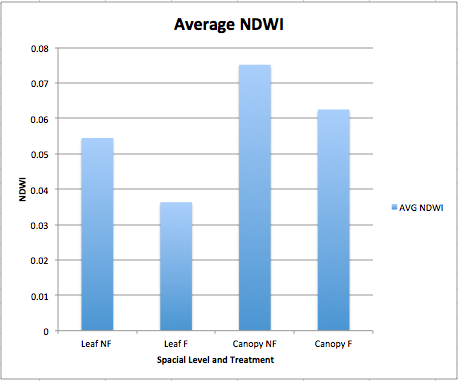 Average NDWI
0.08
0.07
0.06
0.05
0.04
0.03
0.02
0.01
0
NDWI
Leaf NF
Leaf F
Canopy NF
Canopy F
Spacial Level and Treatment
AVG NDWI